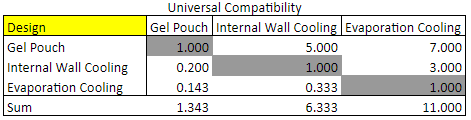 Universal Compatibility
Design Gel Pouch Internal Wall Cooling Evaporation Cooling
Gel Pouch 1.000 5.000 7.000
Internal Wall Cooling 0.200 1.000 3.000
Evaporation Cooling 0.143 0.333 1.000
Sum 1.343 6.333 11.000